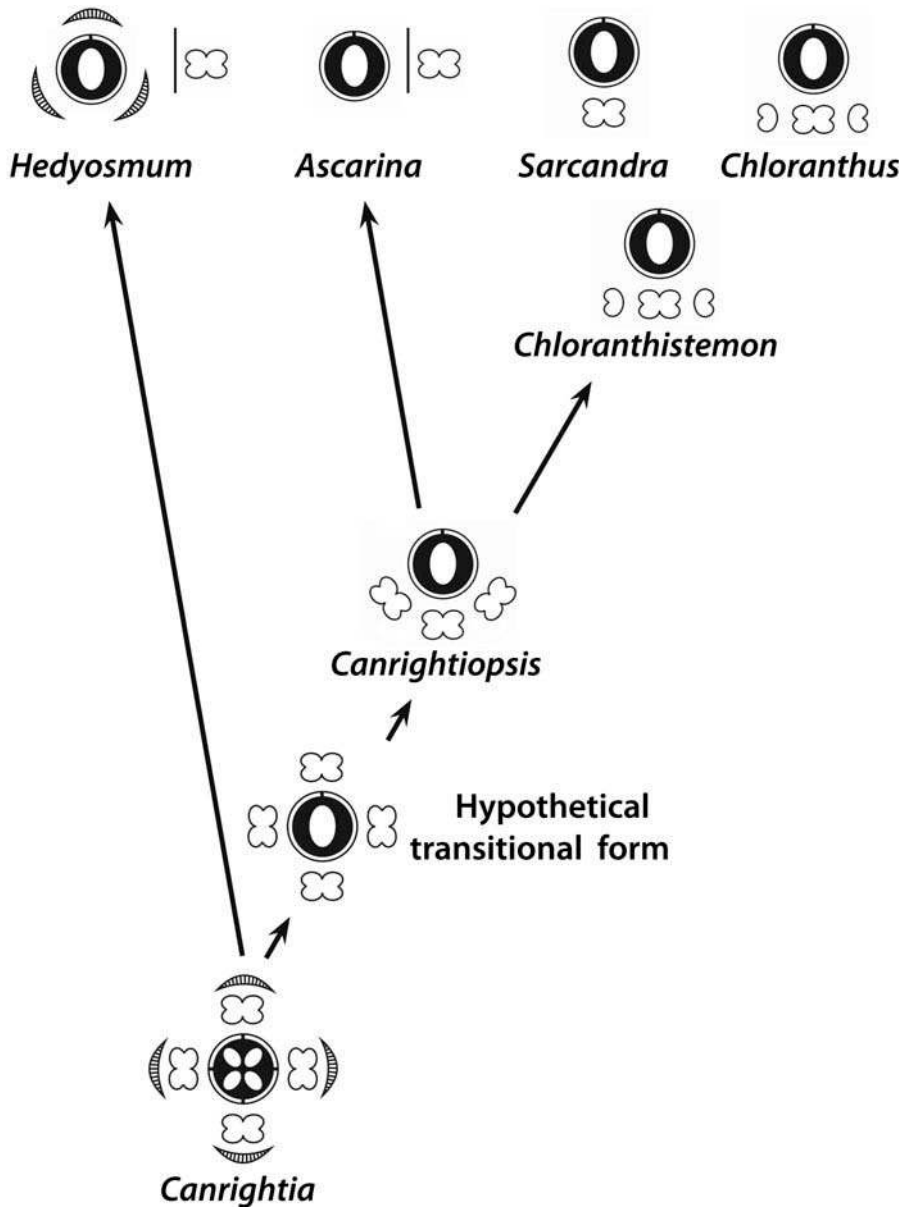 Hedyosmum
Ascarina
Sarcandra
Chloranthus
Chloranthistemon
Canrightiopsis
Hypothetical
transitional form
Canrightia